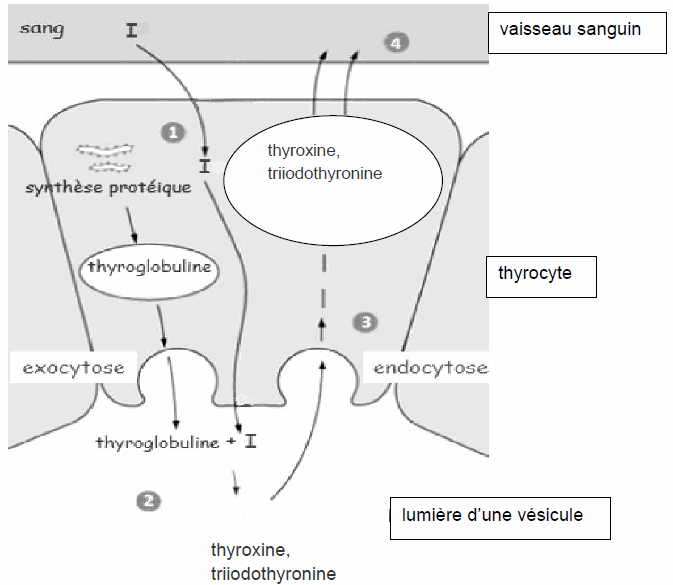 sang
I
4
vaisseau sanguin
1
I
thyroxine,
triiodothyronine
synthèse protéique
thyroglobuline
thyrocyte
3
exocytose
endocytose
thyroglobuline + I
2
lumière d'une vésicule
thyroxine,
triiodothyronine